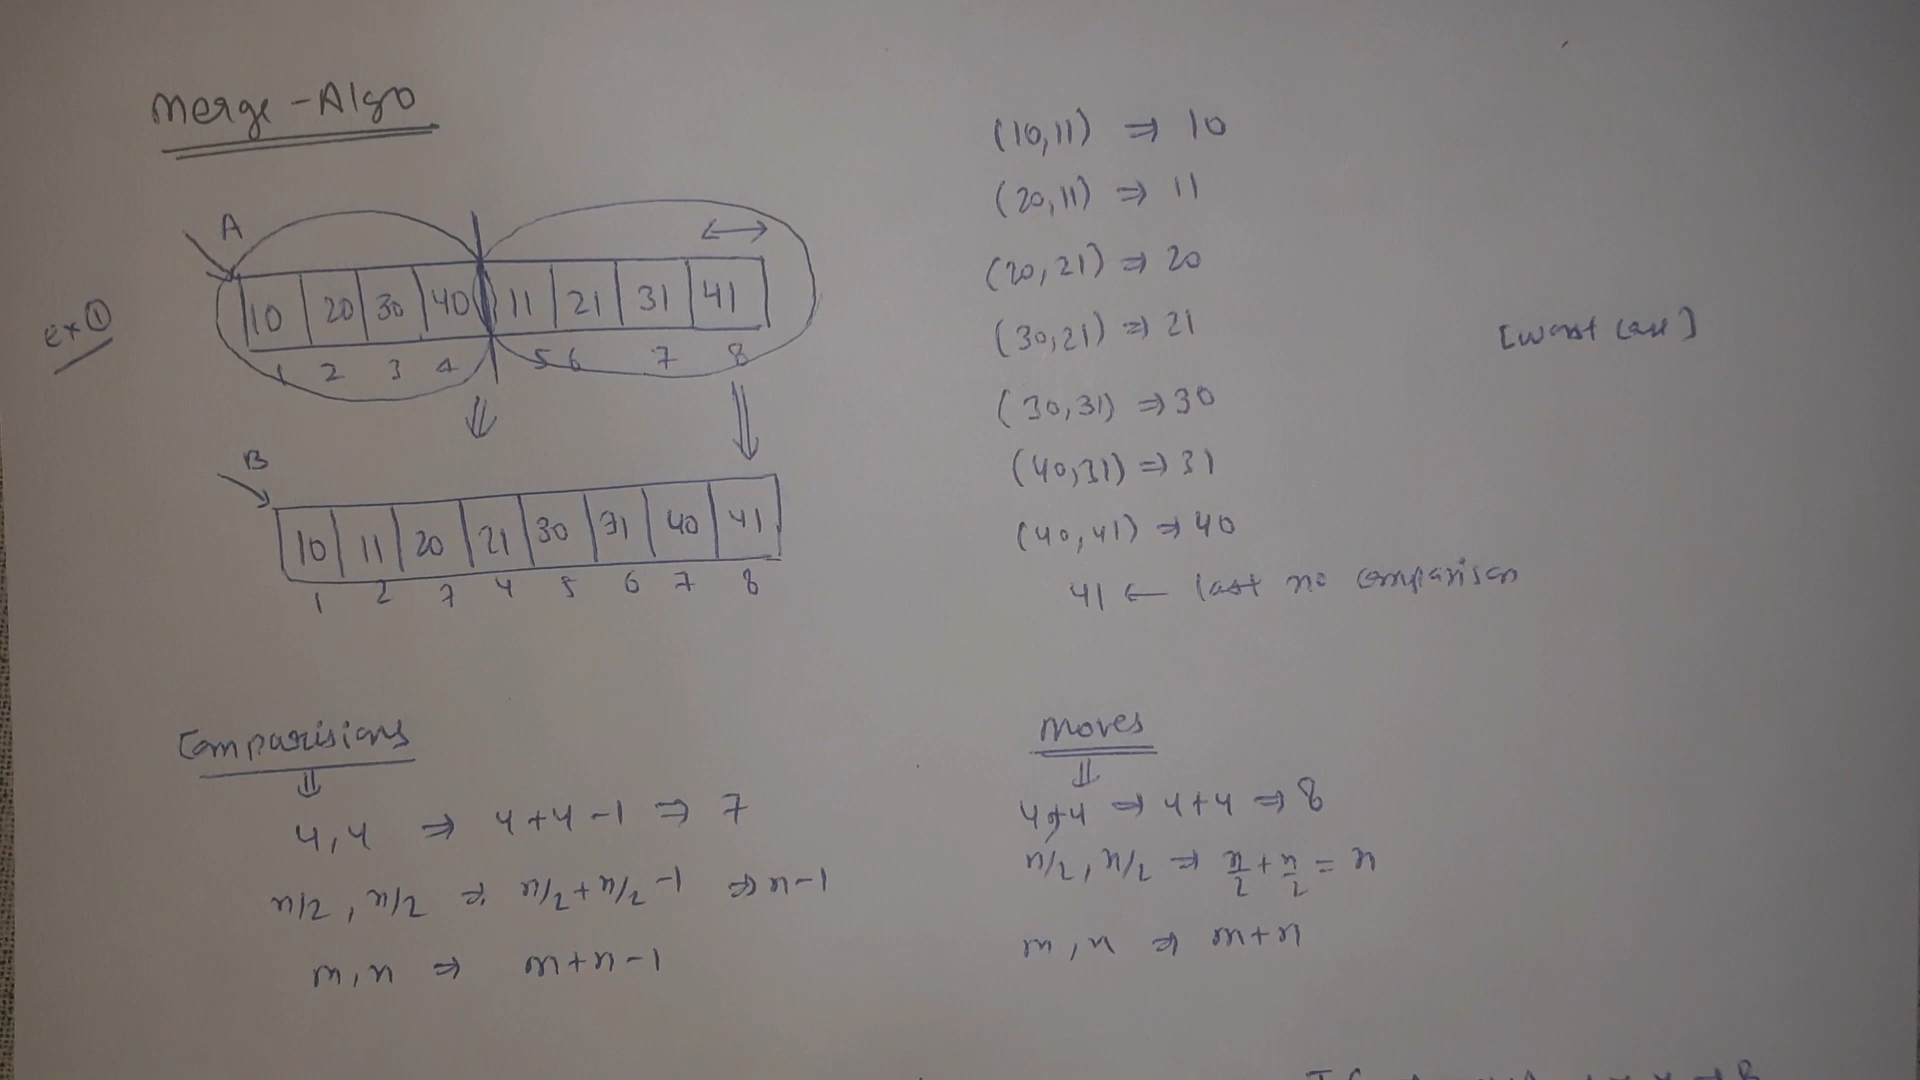 Merge-Algo
A
ex ①
10 20 30 40 11 21 31 41
1 2 3 4 5 6 7 8
B
10 11 20 21 30 31 40 41
1 2 3 4 5 6 7 8
(10,11) ⇒ 10
(20,11) ⇒ 11
(20,21) ⇒ 20
(30,21) ⇒ 21
(30,31) ⇒ 30
(40,31) ⇒ 31
(40,41) ⇒ 40
41 ← last no comparison
[worst case]
Comparisions
⇓
4,4 ⇒ 4+4-1 ⇒ 7
n/2, n/2 ⇒ n/2+n/2-1 ⇒ n-1
m, n ⇒ m+n-1
Moves
⇓
4,4 ⇒ 4+4 ⇒ 8
n/2, n/2 ⇒ n/2 + n/2 = n
m, n ⇒ m+n